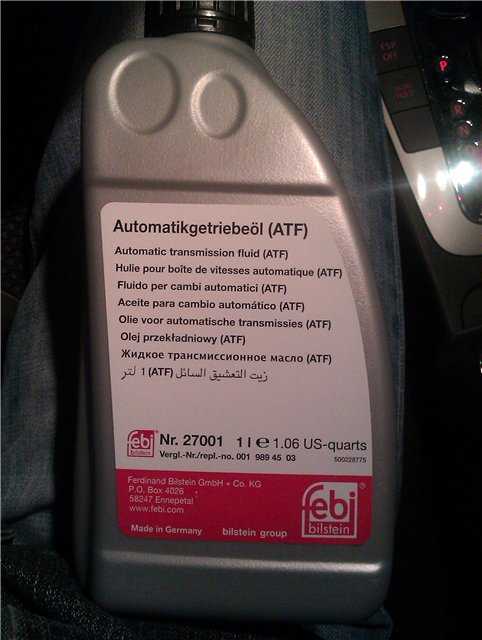 Automatikgetriebeöl (ATF)
Automatic transmission fluid (ATF)
Hulie pour boîte de vitesses automatique (ATF)
Fluido per cambi automatici (ATF)
Aceite para cambio automático (ATF)
Olie voor automatische transmissies (ATF)
Olej przekładniowy (ATF)
Жидкое трансмиссионное масло (ATF)
زيت التعشيق السائل (ATF) 1 لتر
febi
bilstein
Nr. 27001 1 l e 1.06 US-quarts
Vergl.-Nr./repl.-no. 001 989 45 03
500228775
Ferdinand Bilstein GmbH + Co. KG
P.O. Box 4026
58247 Ennepetal
www.febi.com
febi
bilstein
Made in Germany bilstein group
ESP
OFF
P
R
N